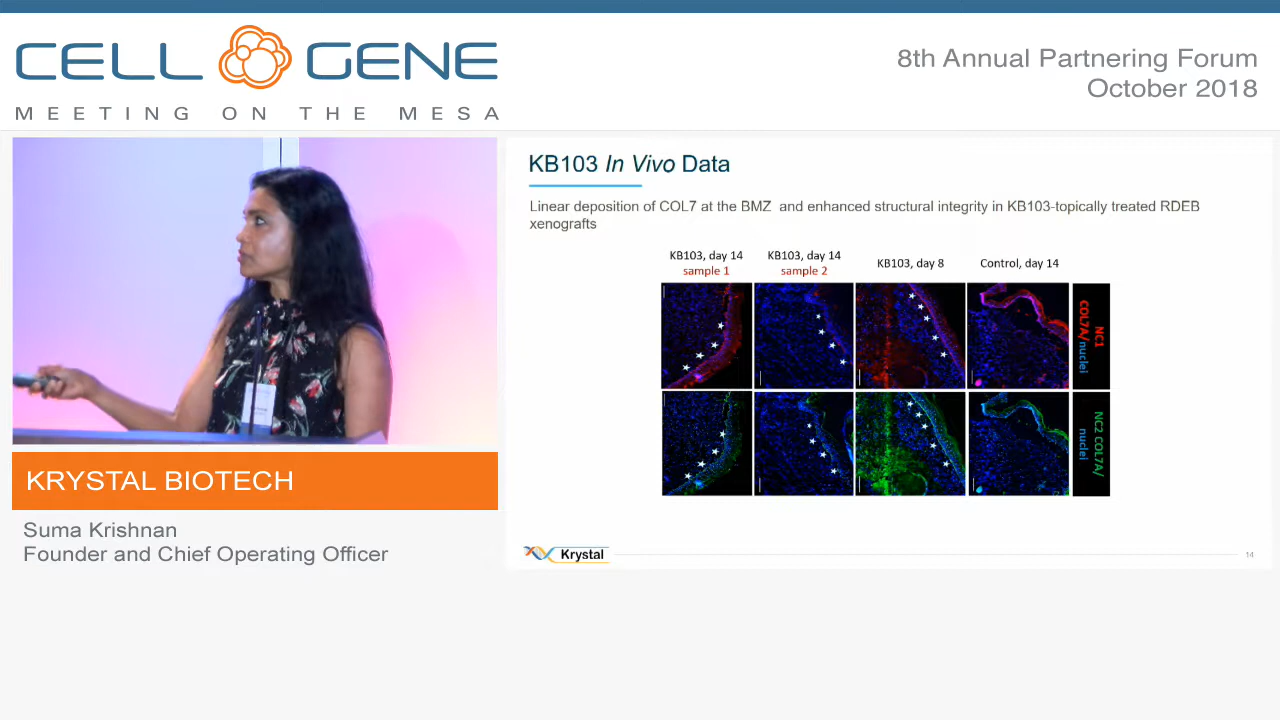 CELL GENE
MEETING ON THE MESA
8th Annual Partnering Forum
October 2018
KB103 In Vivo Data
Linear deposition of COL7 at the BMZ and enhanced structural integrity in KB103-topically treated RDEB
xenografts
KB103, day 14
sample 1
KB103, day 14
sample 2
KB103, day 8
Control, day 14
NC1
COL7A/nuclei
NC2 COL7A/
nuclei
KRYSTAL BIOTECH
Suma Krishnan
Founder and Chief Operating Officer
Krystal
14